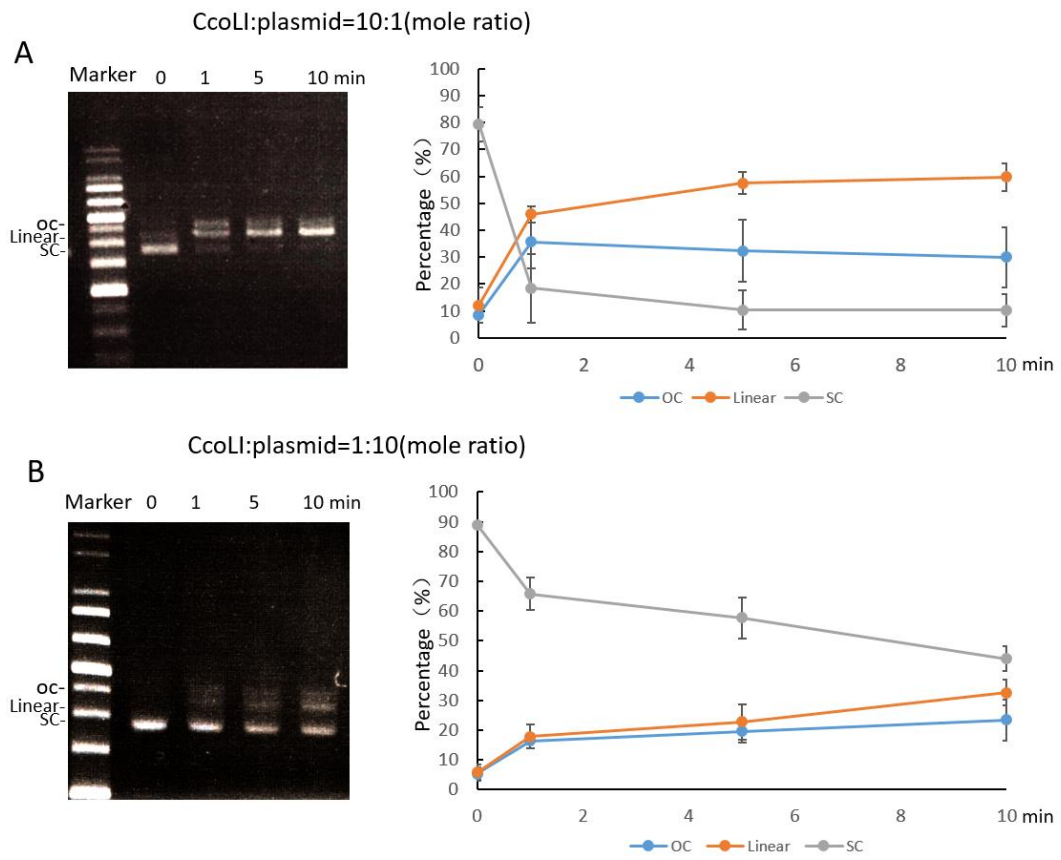 CcoLI:plasmid=10:1(mole ratio)
A
Marker 0 1 5 10 min
OC-
Linear-
SC-
Percentage（%）
100
90
80
70
60
50
40
30
20
10
0
0 2 4 6 8 10 min
OC Linear SC
CcoLI:plasmid=1:10(mole ratio)
B
Marker 0 1 5 10 min
OC-
Linear-
SC-
Percentage（%）
100
90
80
70
60
50
40
30
20
10
0
0 2 4 6 8 10 min
OC Linear SC